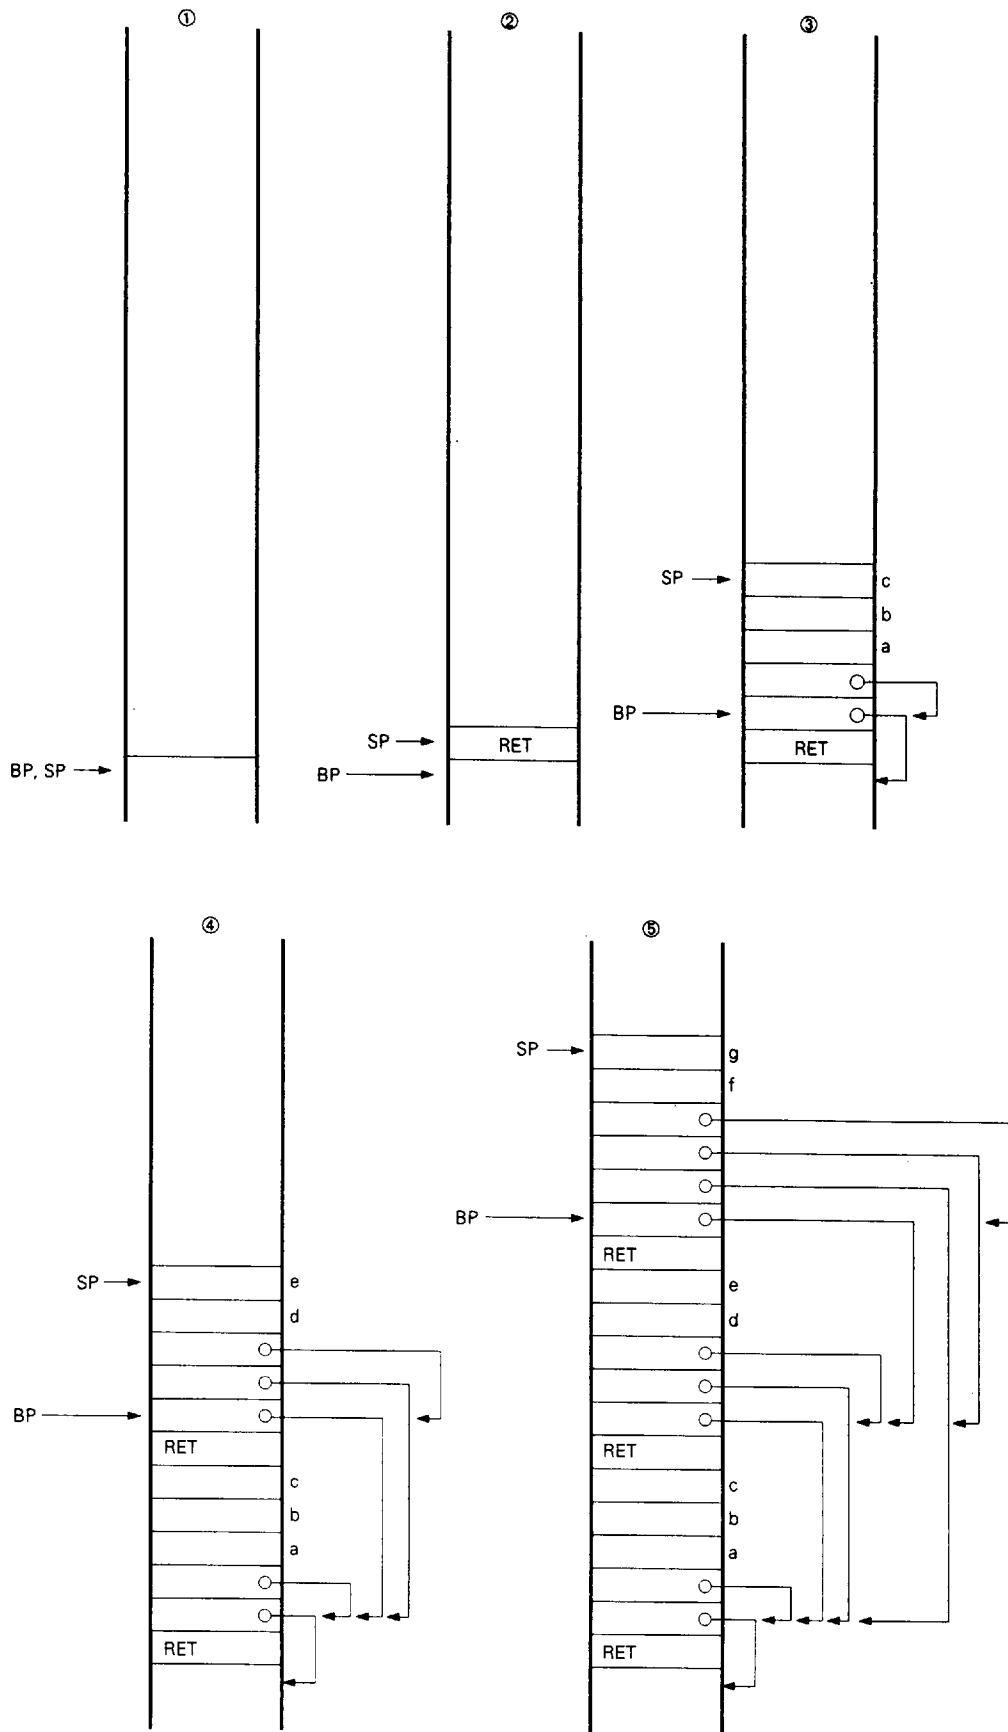 ①
②
③
SP
c
b
a
BP
RET
SP
RET
BP, SP
BP
④
⑤
SP
g
f
BP
RET
SP
e
e
d
d
BP
RET
RET
c
c
b
b
a
a
RET
RET